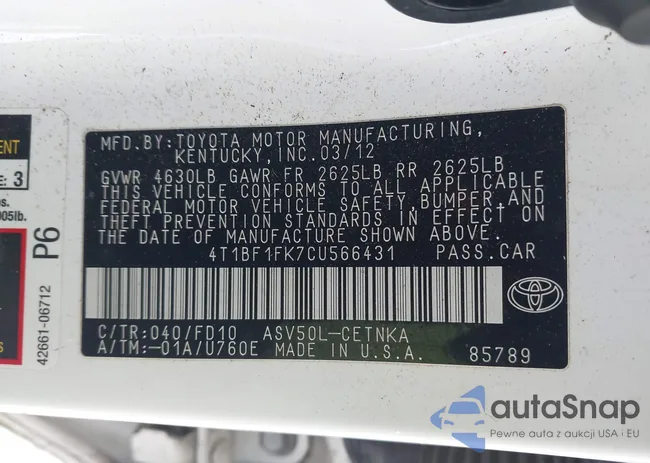 MFD.BY:TOYOTA MOTOR MANUFACTURING,
KENTUCKY, INC. 03/12
GVWR 4630LB GAWR FR 2625LB RR 2625LB
THIS VEHICLE CONFORMS TO ALL APPLICABLE
FEDERAL MOTOR VEHICLE SAFETY, BUMPER, AND
THEFT PREVENTION STANDARDS IN EFFECT ON
THE DATE OF MANUFACTURE SHOWN ABOVE.
4T1BF1FK7CU566431 PASS.CAR
C/TR:040/FD10 ASV50L-CETNKA
A/TM:-01A/U760E MADE IN U.S.A. 85789
ENT
E: 3
s.
005lb.
P6
42661-06712
S
autaSnap
Pewne auta z aukcji USA i EU